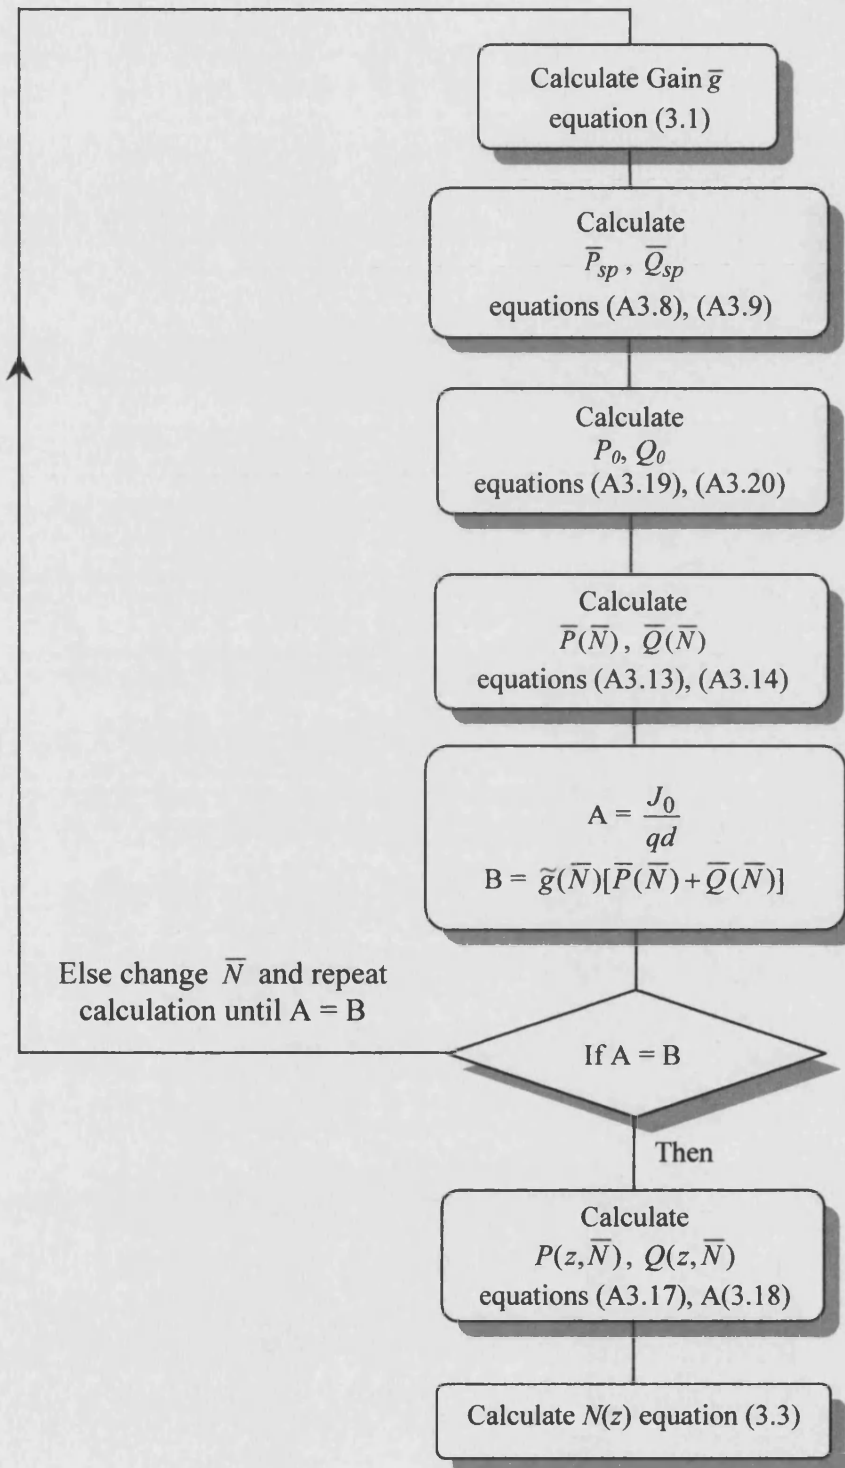 Calculate Gain g̅
equation (3.1)
Calculate
P̅sp , Q̅sp
equations (A3.8), (A3.9)
Calculate
P0, Q0
equations (A3.19), (A3.20)
Calculate
P̅(N̅) , Q̅(N̅)
equations (A3.13), (A3.14)
A = J0
qd
B = g̃(N̅)[P̅(N̅) + Q̅(N̅)]
Else change N̅ and repeat
calculation until A = B
If A = B
Then
Calculate
P(z,N̅), Q(z,N̅)
equations (A3.17), A(3.18)
Calculate N(z) equation (3.3)